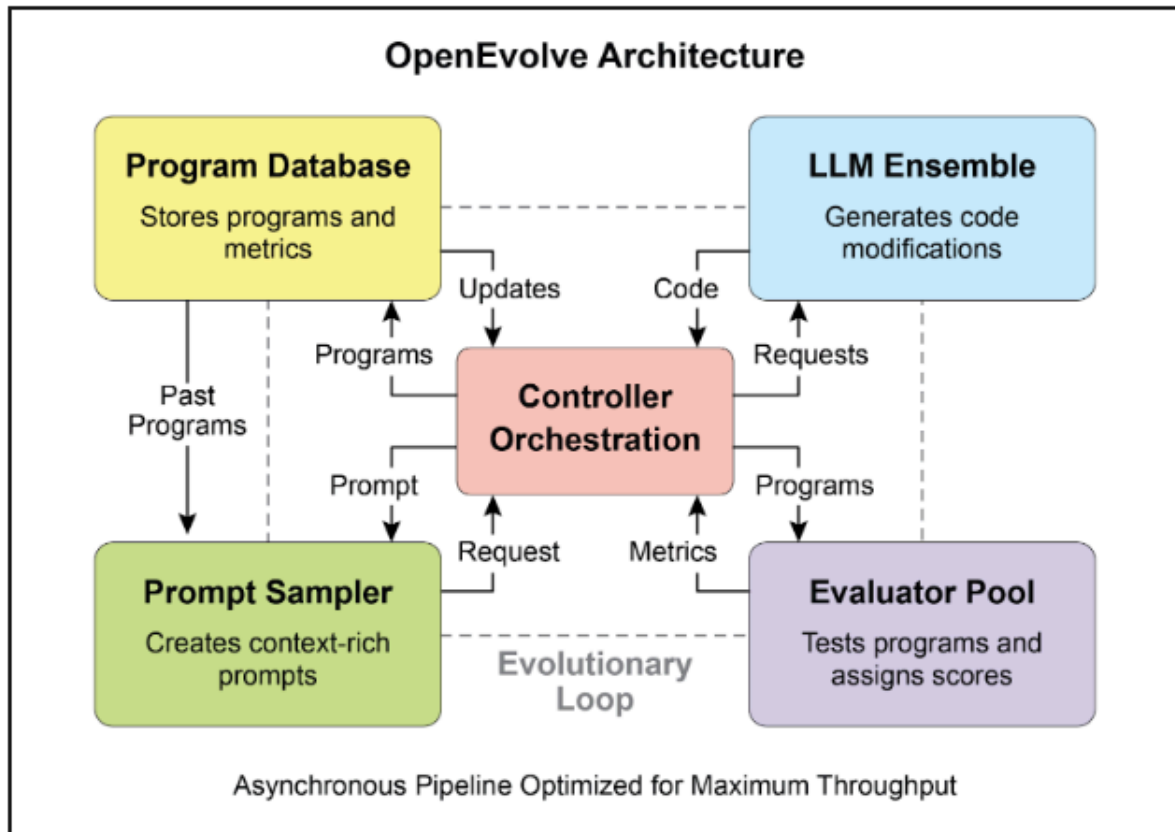 OpenEvolve Architecture
Program Database
Stores programs and
metrics
LLM Ensemble
Generates code
modifications
Updates
Code
Programs
Requests
Past
Programs
Controller
Orchestration
Prompt
Programs
Request
Metrics
Prompt Sampler
Creates context-rich
prompts
Evaluator Pool
Tests programs and
assigns scores
Evolutionary
Loop
Asynchronous Pipeline Optimized for Maximum Throughput